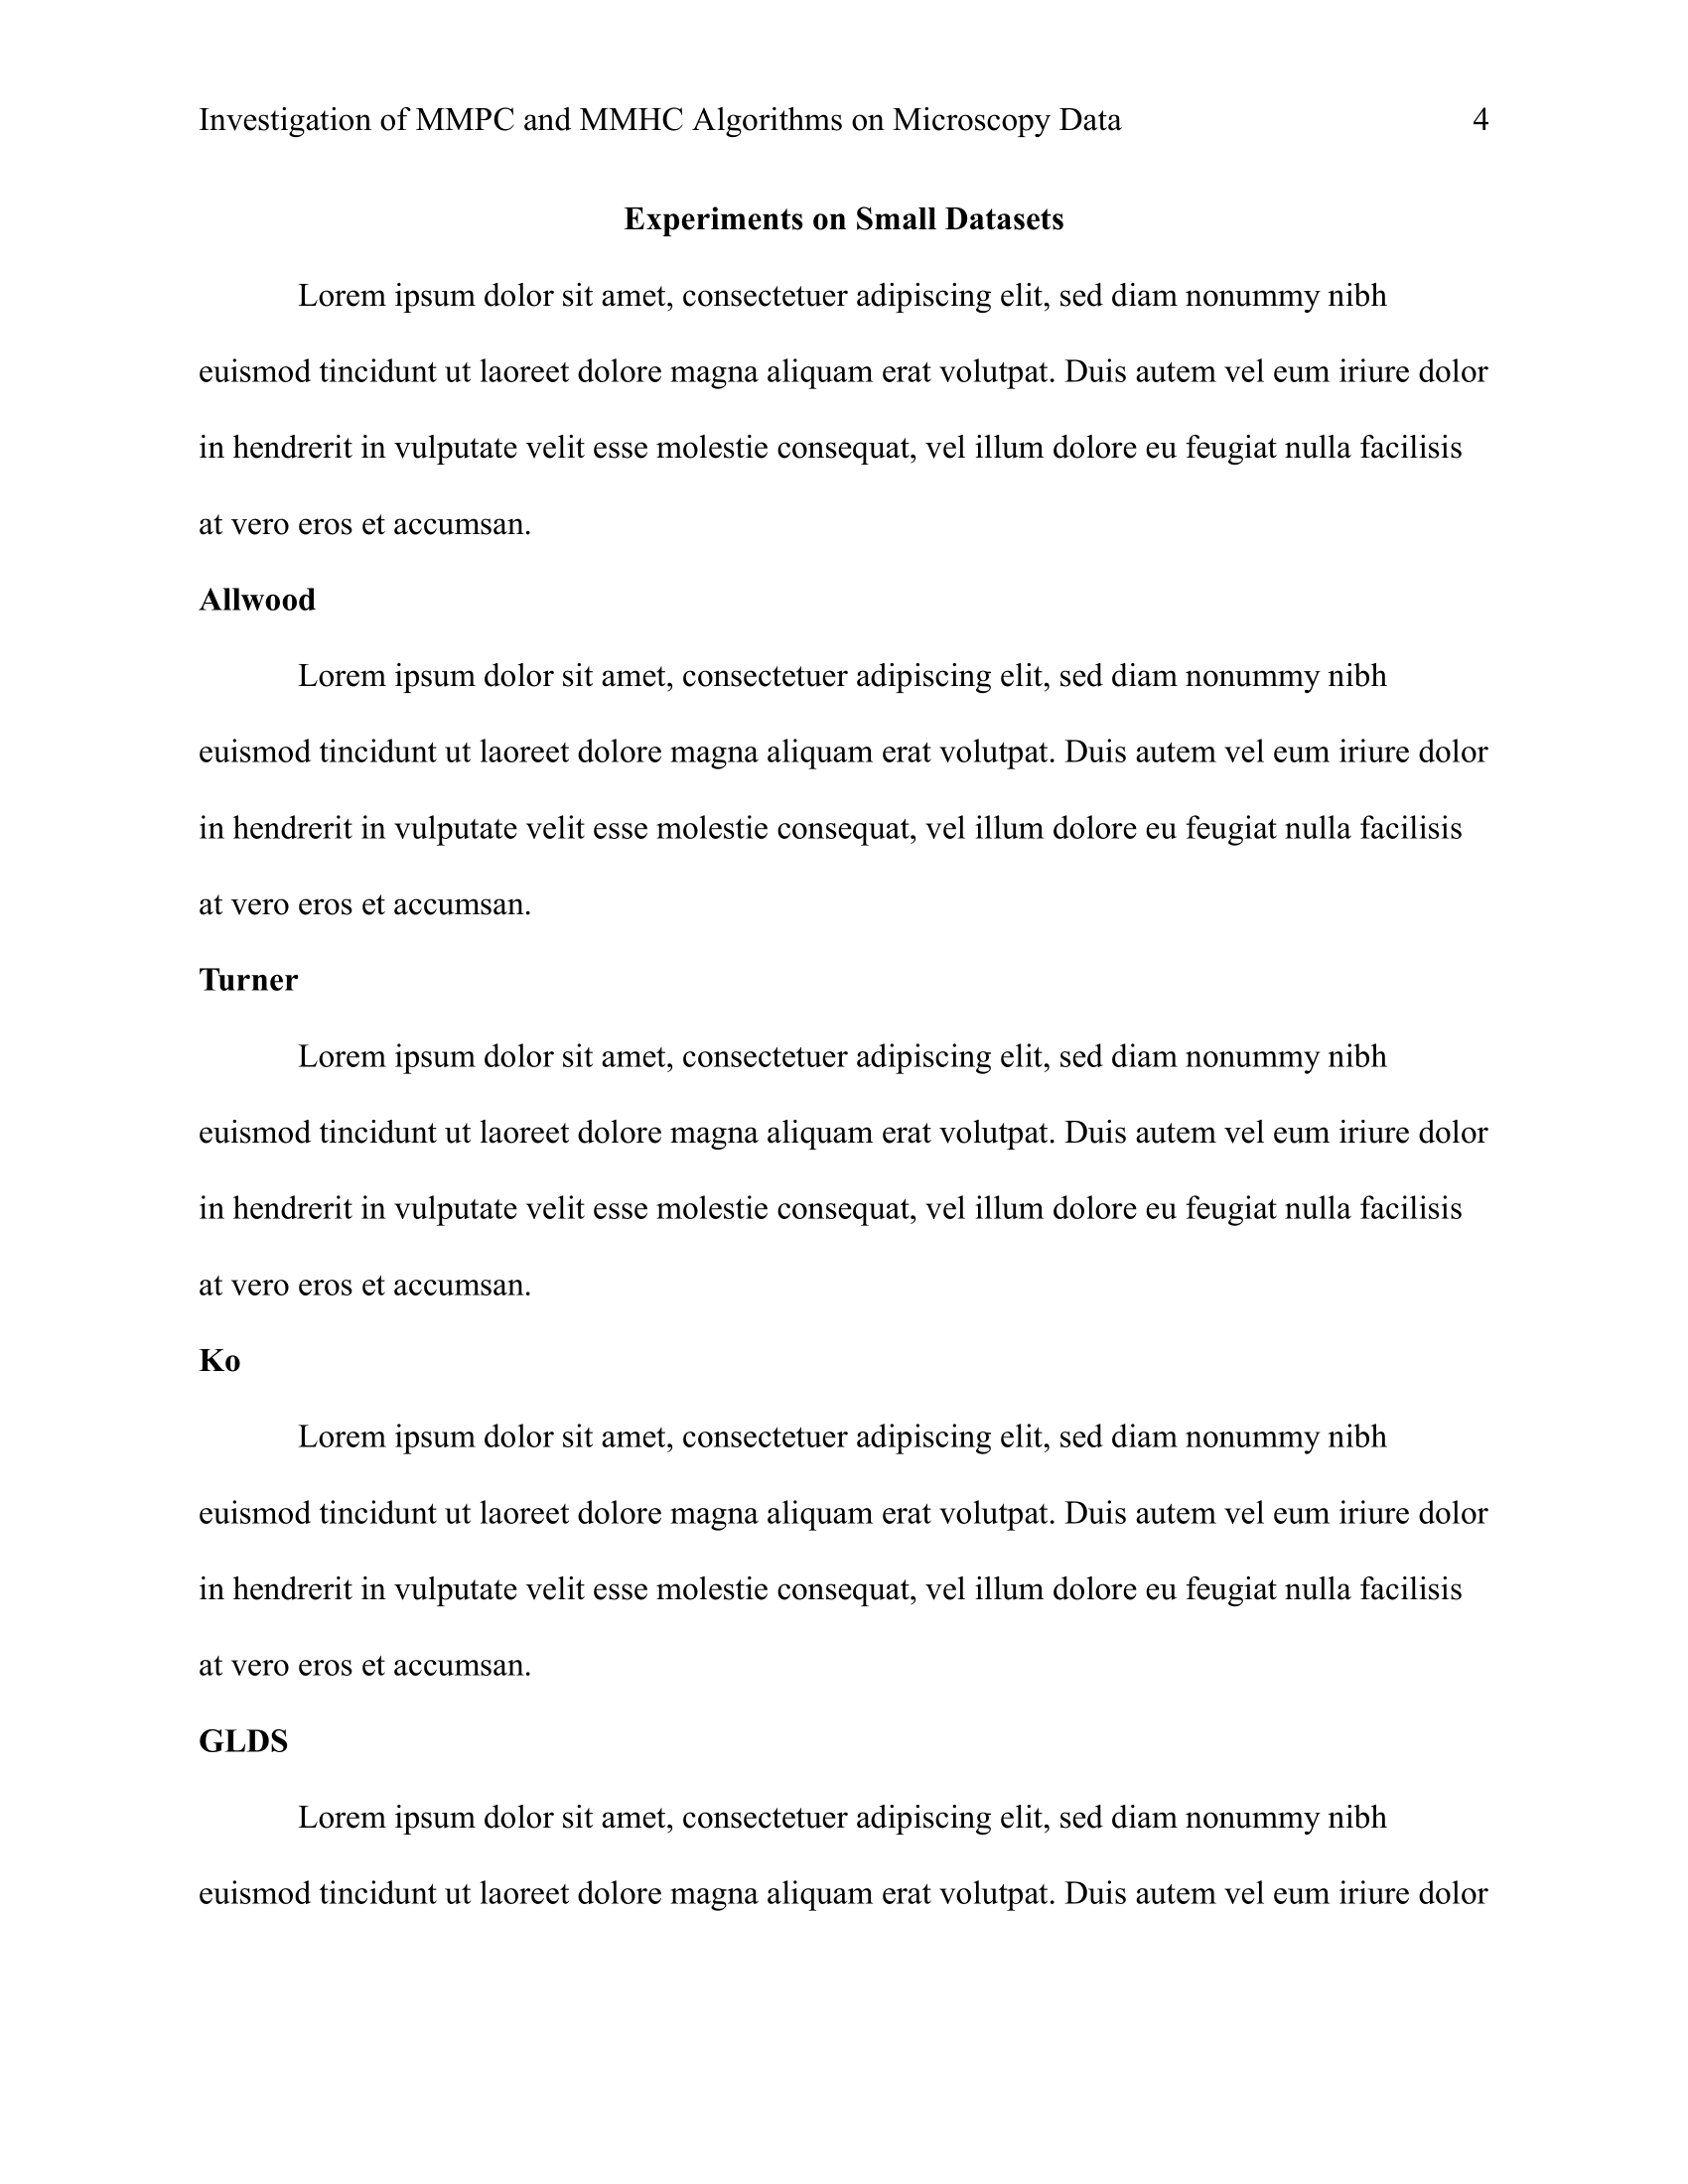 Investigation of MMPC and MMHC Algorithms on Microscopy Data 4
Experiments on Small Datasets
Lorem ipsum dolor sit amet, consectetuer adipiscing elit, sed diam nonummy nibh
euismod tincidunt ut laoreet dolore magna aliquam erat volutpat. Duis autem vel eum iriure dolor
in hendrerit in vulputate velit esse molestie consequat, vel illum dolore eu feugiat nulla facilisis
at vero eros et accumsan.
Allwood
Lorem ipsum dolor sit amet, consectetuer adipiscing elit, sed diam nonummy nibh
euismod tincidunt ut laoreet dolore magna aliquam erat volutpat. Duis autem vel eum iriure dolor
in hendrerit in vulputate velit esse molestie consequat, vel illum dolore eu feugiat nulla facilisis
at vero eros et accumsan.
Turner
Lorem ipsum dolor sit amet, consectetuer adipiscing elit, sed diam nonummy nibh
euismod tincidunt ut laoreet dolore magna aliquam erat volutpat. Duis autem vel eum iriure dolor
in hendrerit in vulputate velit esse molestie consequat, vel illum dolore eu feugiat nulla facilisis
at vero eros et accumsan.
Ko
Lorem ipsum dolor sit amet, consectetuer adipiscing elit, sed diam nonummy nibh
euismod tincidunt ut laoreet dolore magna aliquam erat volutpat. Duis autem vel eum iriure dolor
in hendrerit in vulputate velit esse molestie consequat, vel illum dolore eu feugiat nulla facilisis
at vero eros et accumsan.
GLDS
Lorem ipsum dolor sit amet, consectetuer adipiscing elit, sed diam nonummy nibh
euismod tincidunt ut laoreet dolore magna aliquam erat volutpat. Duis autem vel eum iriure dolor